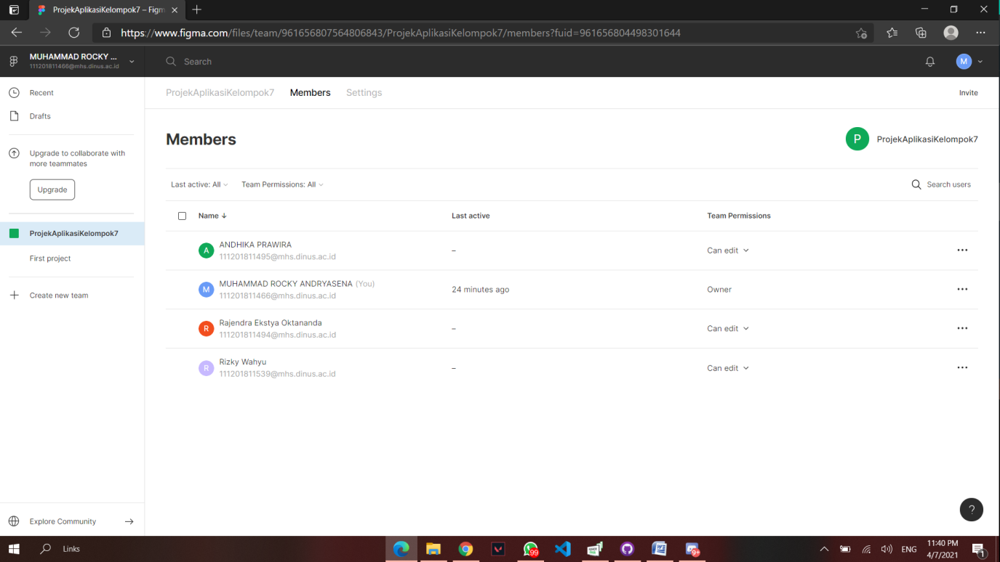 ProjekAplikasiKelompok7 – Figm
https://www.figma.com/files/team/961656807564806843/ProjekAplikasiKelompok7/members?fuid=961656804498301644
MUHAMMAD ROCKY ...
111201811466@mhs.dinus.ac.id
Search
M
Recent
Drafts
Upgrade to collaborate with
more teammates
Upgrade
ProjekAplikasiKelompok7
First project
Create new team
Explore Community
ProjekAplikasiKelompok7 Members Settings
Invite
Members
P ProjekAplikasiKelompok7
Last active: All Team Permissions: All
Search users
Name Last active Team Permissions
A ANDHIKA PRAWIRA
111201811495@mhs.dinus.ac.id
– Can edit
M MUHAMMAD ROCKY ANDRYASENA (You)
111201811466@mhs.dinus.ac.id
24 minutes ago Owner
R Rajendra Ekstya Oktananda
111201811494@mhs.dinus.ac.id
– Can edit
R Rizky Wahyu
111201811539@mhs.dinus.ac.id
– Can edit
?
Links
99
9+
ENG
11:40 PM
4/7/2021
1